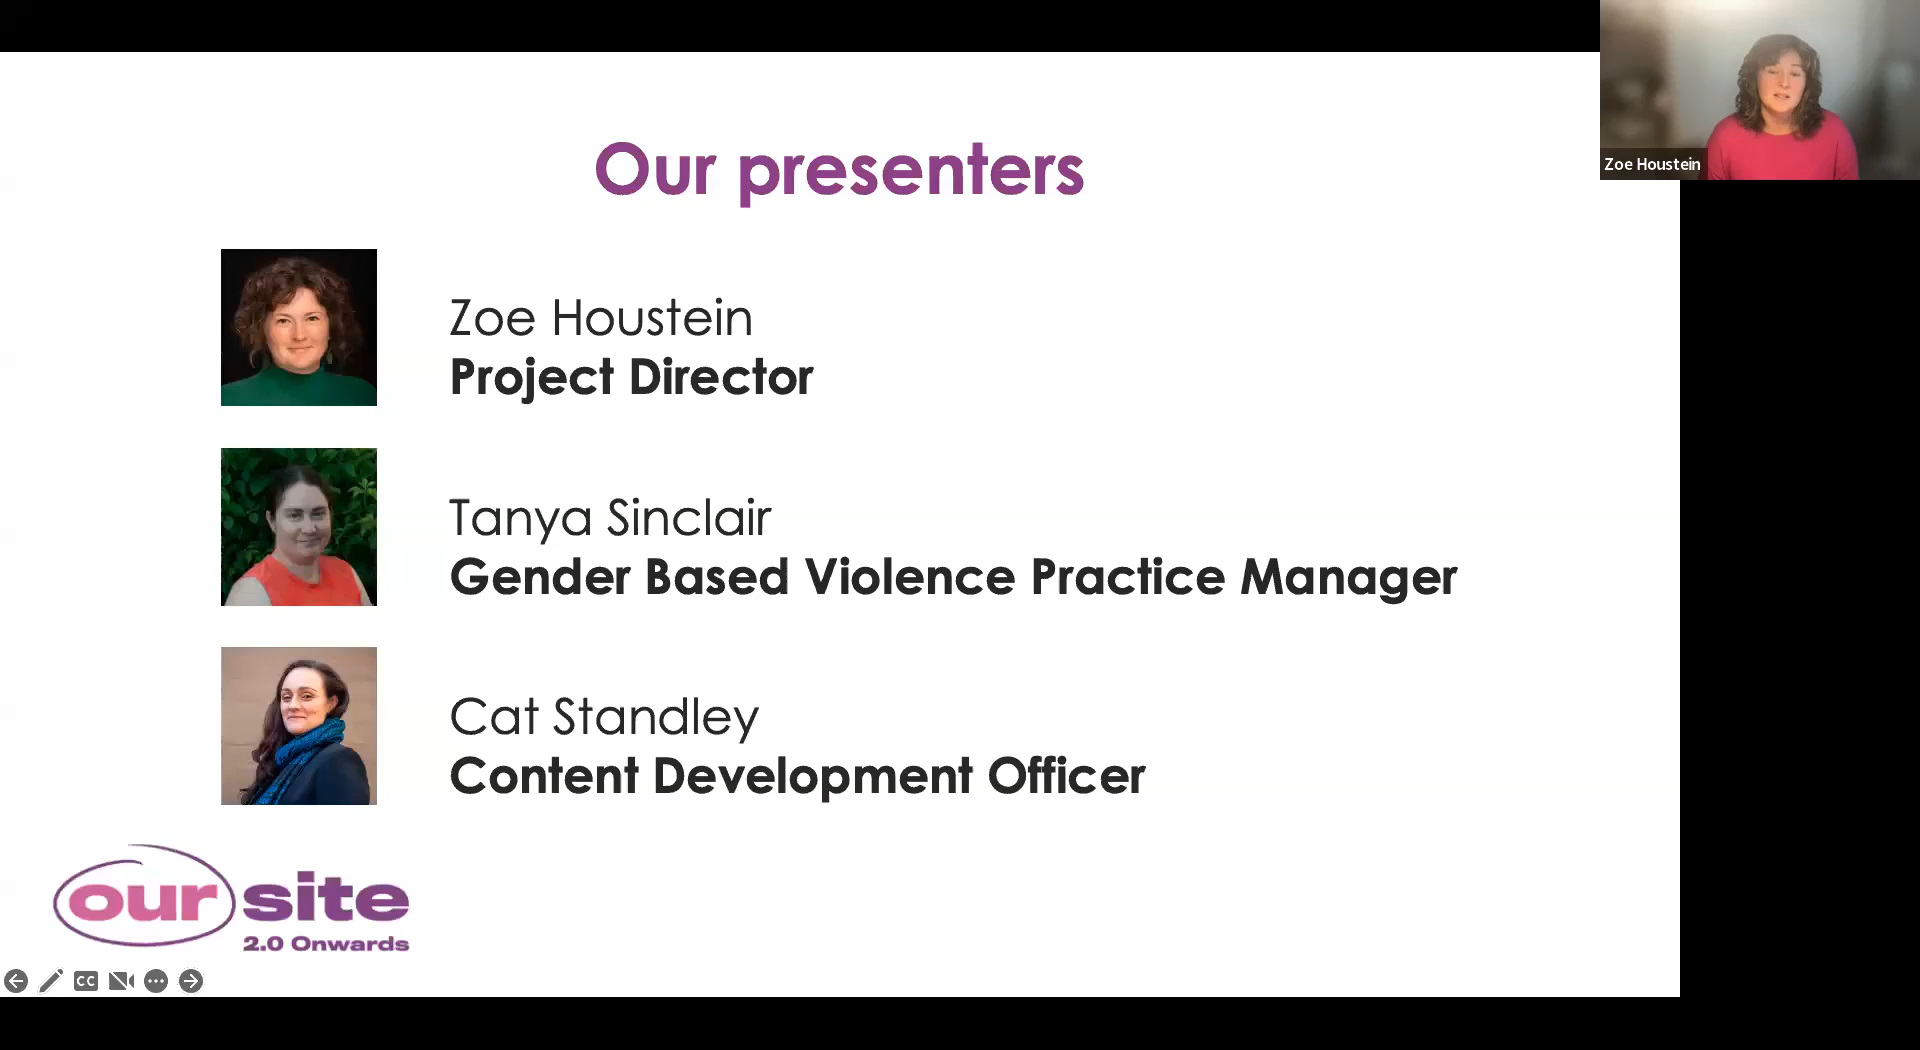 Our presenters
Zoe Houstein
Project Director
Tanya Sinclair
Gender Based Violence Practice Manager
Cat Standley
Content Development Officer
our site
2.0 Onwards
CC
Zoe Houstein